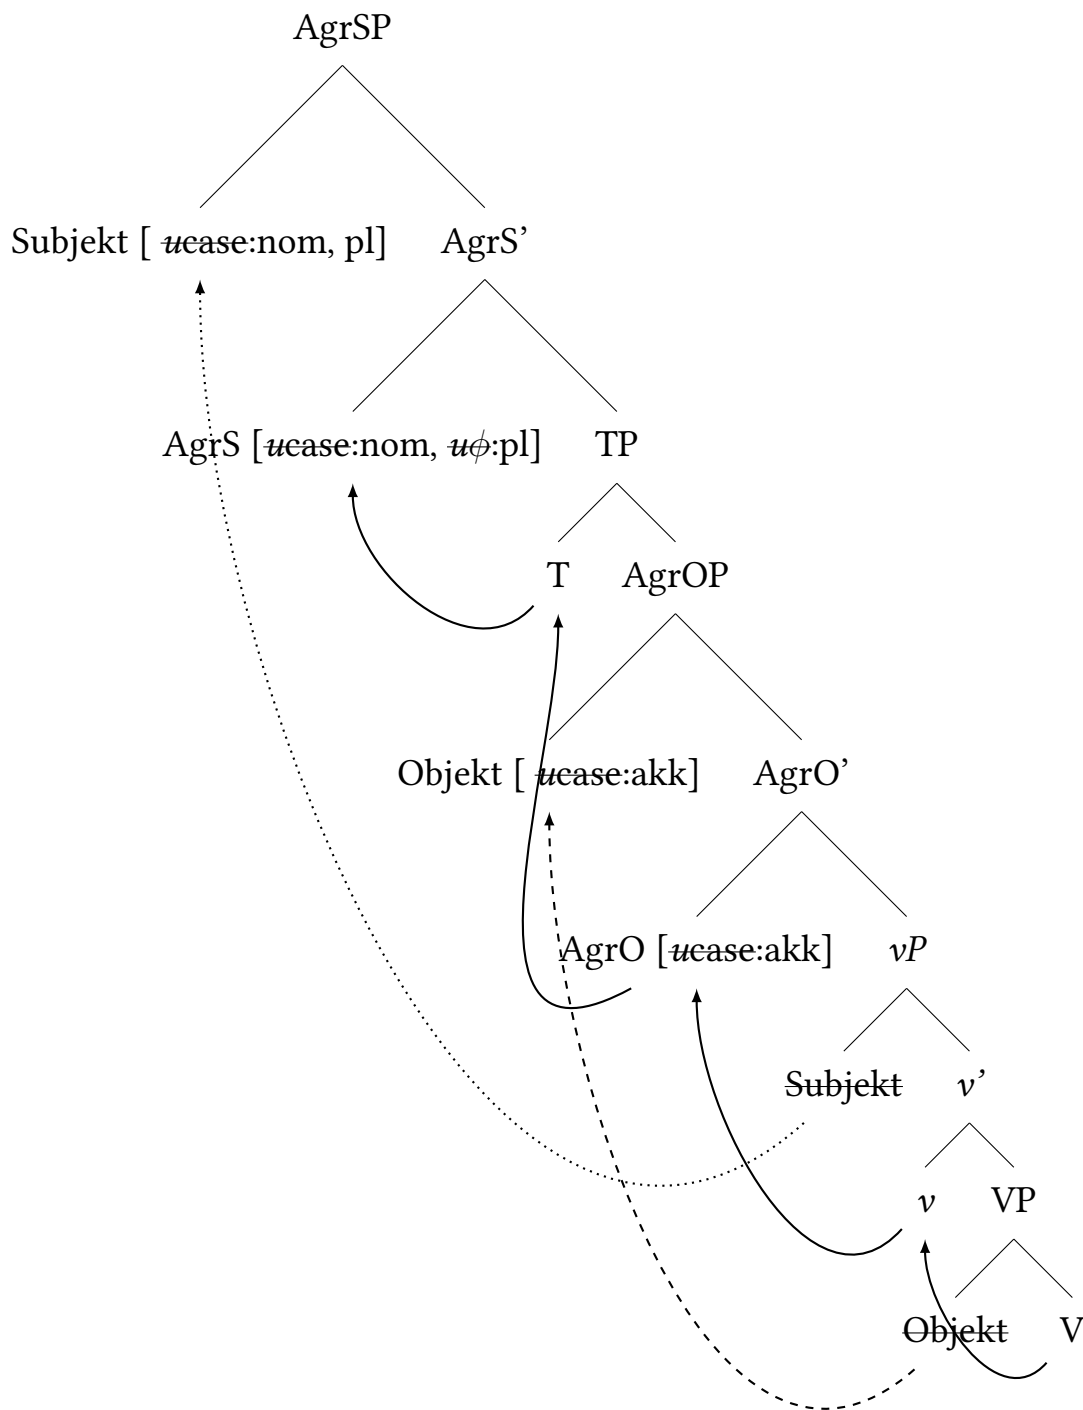 AgrSP
Subjekt [ ucase:nom, pl] AgrS’
AgrS [ucase:nom, uϕ:pl] TP
T AgrOP
Objekt [ ucase:akk] AgrO’
AgrO [ucase:akk] vP
Subjekt v’
v VP
Objekt V